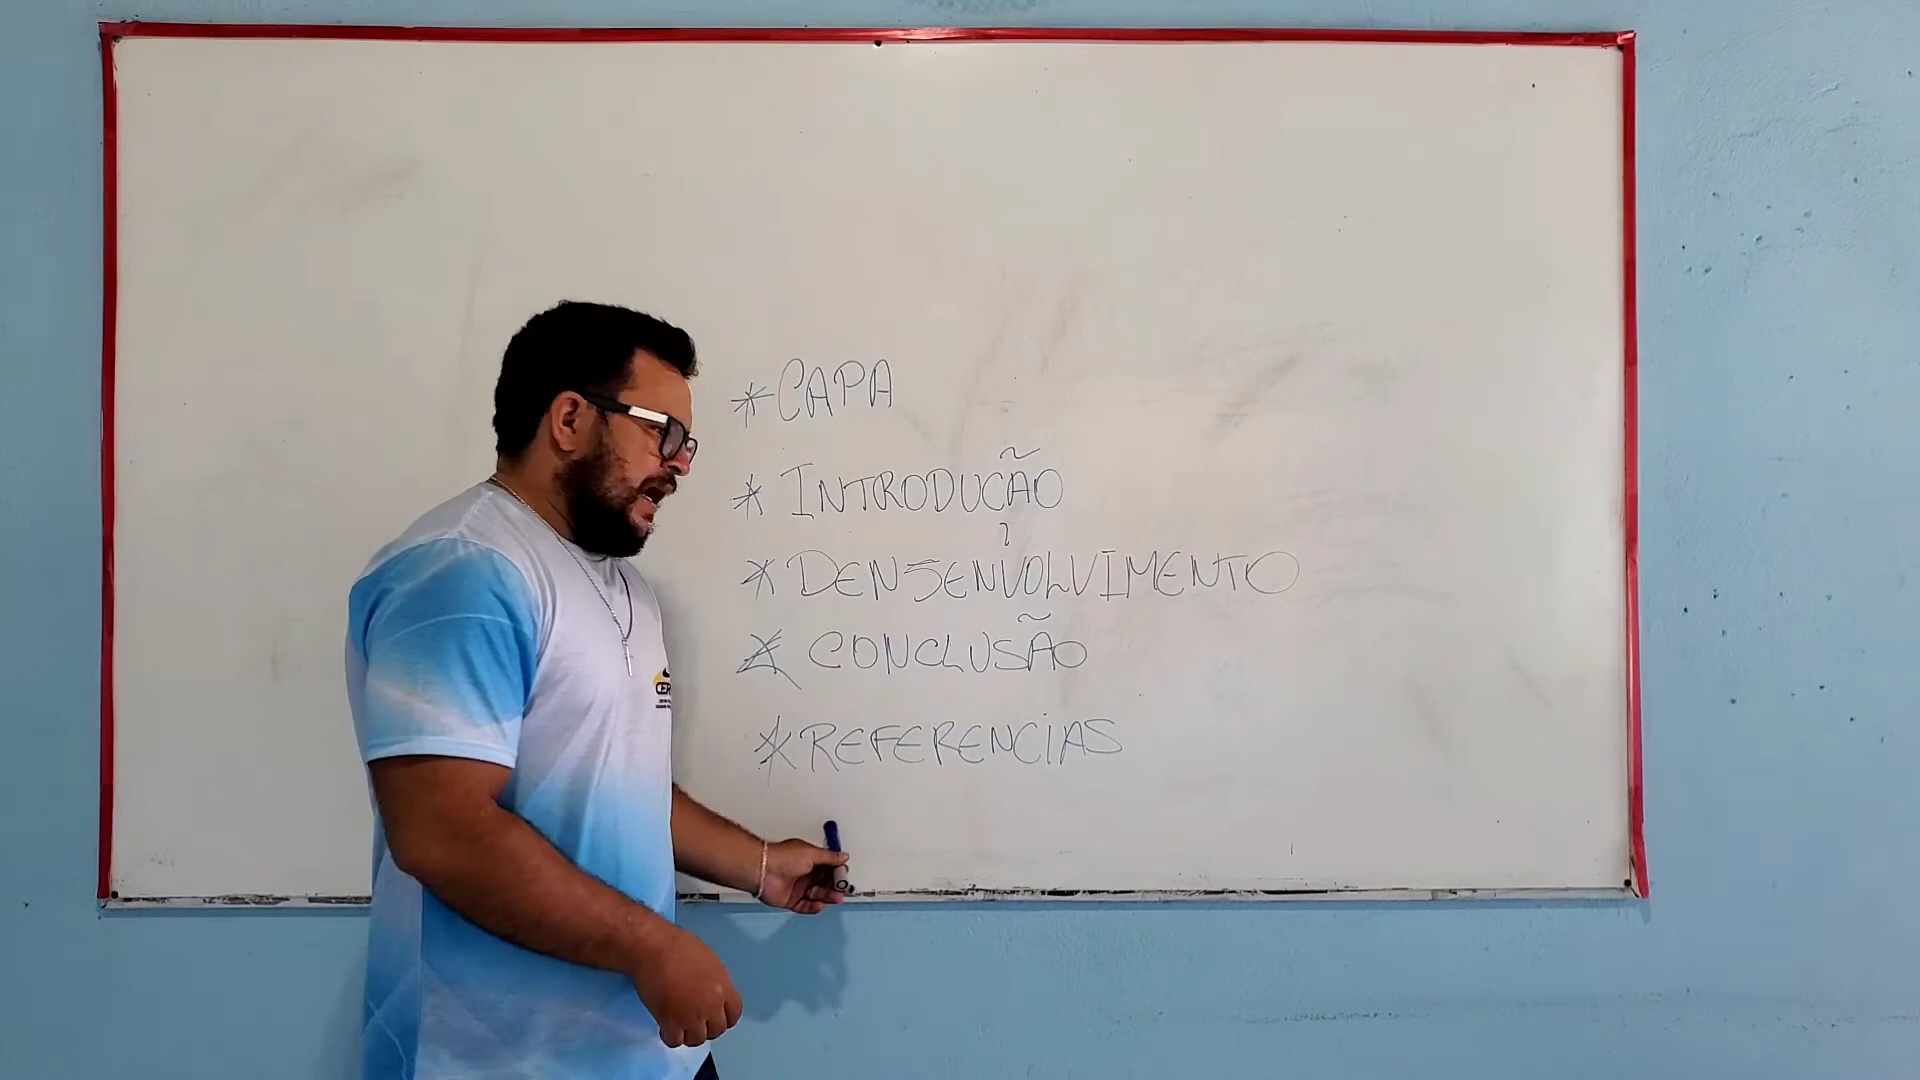 * CAPA
* INTRODUÇÃO
* DENSENVOLVIMENTO
* CONCLUSÃO
* REFERENCIAS